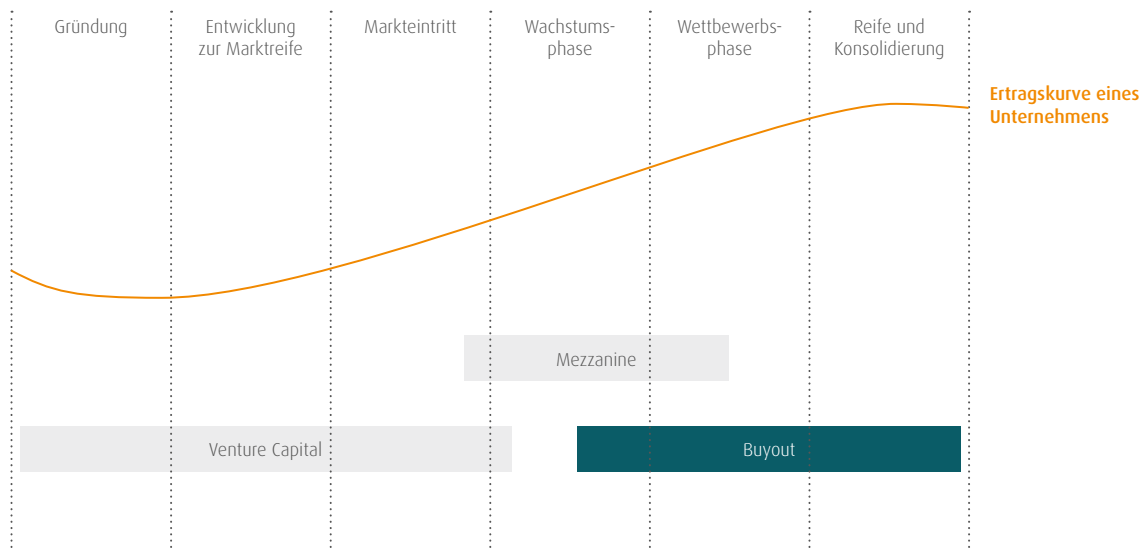 Gründung
Entwicklung
zur Marktreife
Markteintritt
Wachstums-
phase
Wettbewerbs-
phase
Reife und
Konsolidierung
Ertragskurve eines
Unternehmens
Mezzanine
Venture Capital
Buyout